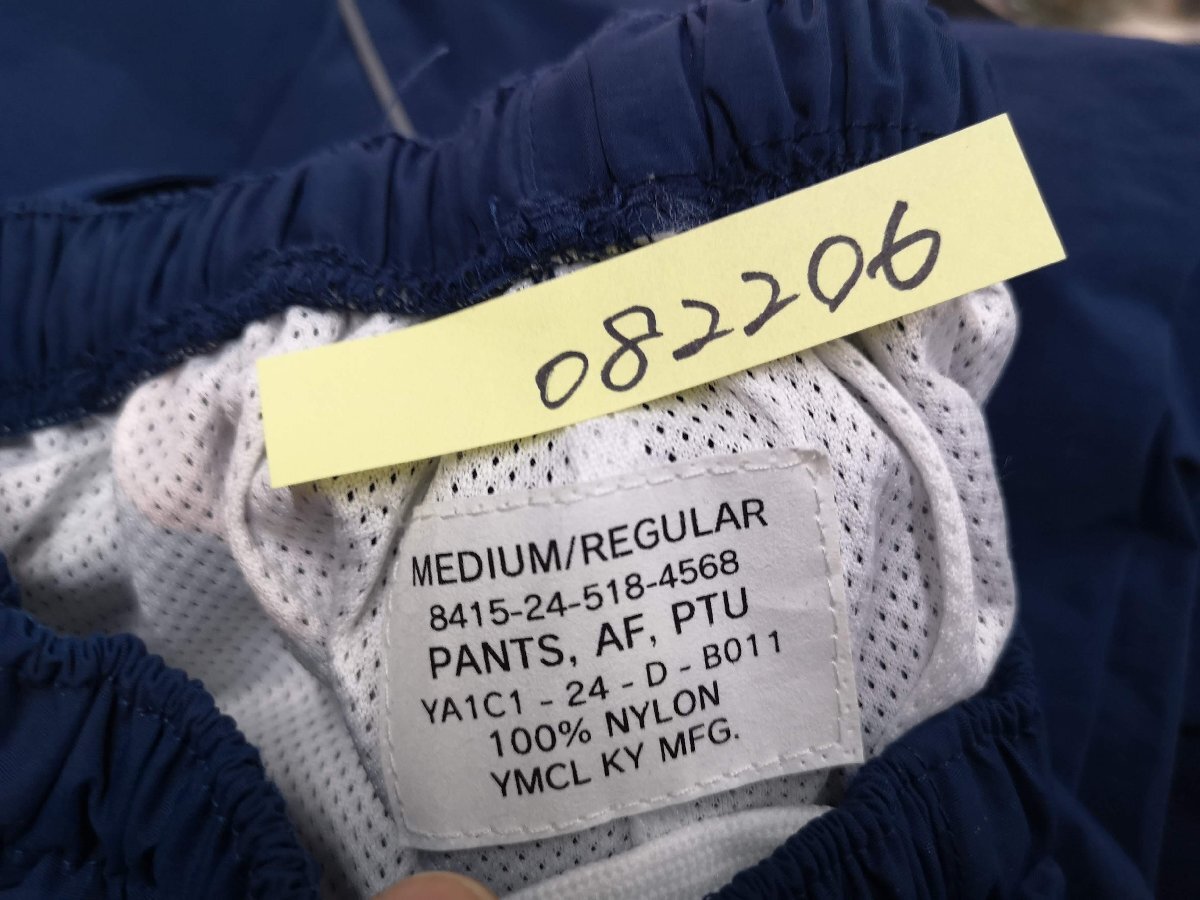 082206
MEDIUM/REGULAR
8415-24-518-4568
PANTS, AF, PTU
YA1C1 - 24 - D - B011
100% NYLON
YMCL KY MFG.